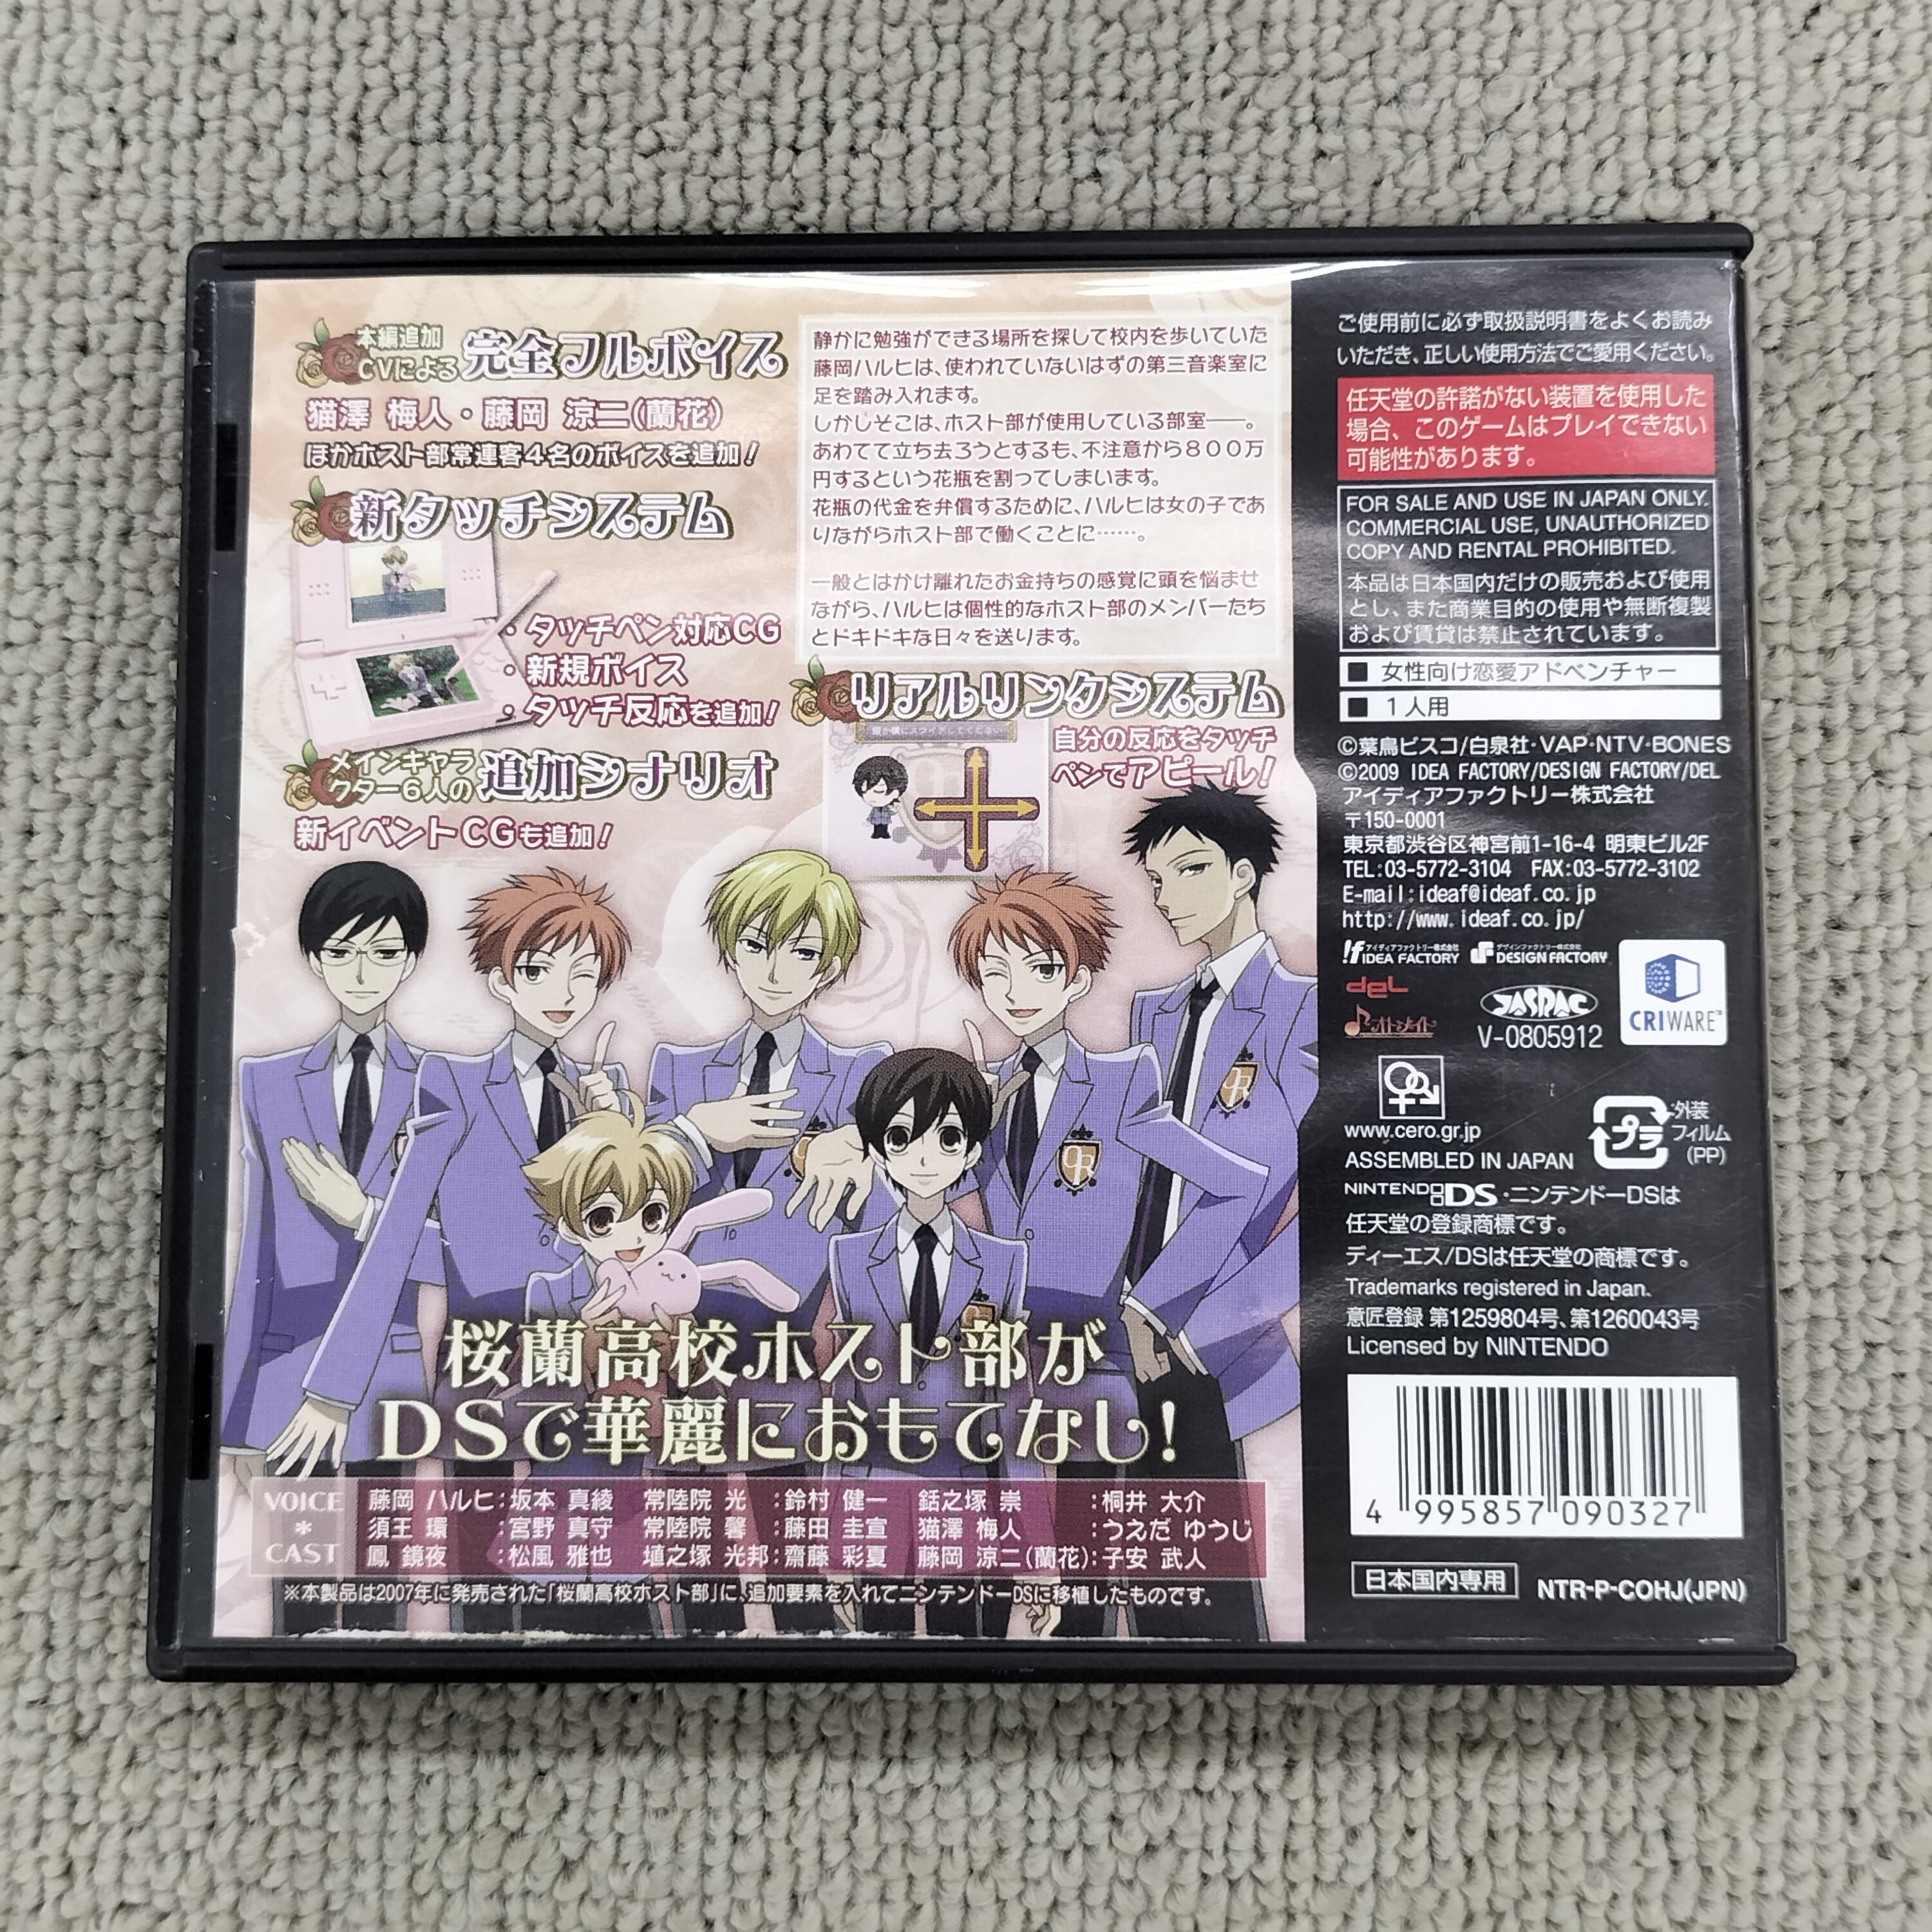 本編追加
CVによる 完全フルボイス
猫澤 梅人・藤岡 涼二(蘭花)
ほかホスト部常連客4名のボイスを追加!
新タッチシステム
・タッチペン対応CG
・新規ボイス
・タッチ反応を追加!
メインキャラ
クター6人の 追加シナリオ
新イベントCGも追加!
静かに勉強ができる場所を探して校内を歩いていた
藤岡ハルヒは、使われていないはずの第三音楽室に
足を踏み入れます。
しかしそこは、ホスト部が使用している部室――。
あわてて立ち去ろうとするも、不注意から800万
円するという花瓶を割ってしまいます。
花瓶の代金を弁償するために、ハルヒは女の子であ
りながらホスト部で働くことに……。
一般とはかけ離れたお金持ちの感覚に頭を悩ませ
ながら、ハルヒは個性的なホスト部のメンバーたち
とドキドキな日々を送ります。
リアルリンクシステム
自分の反応をタッチ
ペンでアピール!
桜蘭高校ホスト部が
DSで華麗におもてなし!
VOICE
*
CAST
藤岡 ハルヒ:坂本 真綾 常陸院 光 :鈴村 健一 銛之塚 崇 :桐井 大介
須王 環 :宮野 真守 常陸院 馨 :藤田 圭宣 猫澤 梅人 :うえだ ゆうじ
鳳 鏡夜 :松風 雅也 埴之塚 光邦:齋藤 彩夏 藤岡 涼二(蘭花):子安 武人
※本製品は2007年に発売された「桜蘭高校ホスト部」に、追加要素を入れてニンテンドーDSに移植したものです。
ご使用前に必ず取扱説明書をよくお読み
いただき、正しい使用方法でご愛用ください。
任天堂の許諾がない装置を使用した
場合、このゲームはプレイできない
可能性があります。
FOR SALE AND USE IN JAPAN ONLY.
COMMERCIAL USE, UNAUTHORIZED
COPY AND RENTAL PROHIBITED.
本品は日本国内だけの販売および使用
とし、また商業目的の使用や無断複製
および賃貸は禁止されています。
■ 女性向け恋愛アドベンチャー
■ 1人用
©葉鳥ビスコ/白泉社・VAP・NTV・BONES
©2009 IDEA FACTORY/DESIGN FACTORY/DEL
アイディアファクトリー株式会社
〒150-0001
東京都渋谷区神宮前1-16-4 明東ビル2F
TEL:03-5772-3104 FAX:03-5772-3102
E-mail:ideaf@ideaf.co.jp
http://www.ideaf.co.jp/
アイディアファクトリー株式会社
IDEA FACTORY
デザインファクトリー株式会社
DESIGN FACTORY
deL
オトメイト
JASRAC
V-0805912
CRIWARE™
www.cero.gr.jp
ASSEMBLED IN JAPAN
プラ
外装
フィルム
(PP)
NINTENDO DS・ニンテンドーDSは
任天堂の登録商標です。
ディーエス/DSは任天堂の商標です。
Trademarks registered in Japan.
意匠登録 第1259804号、第1260043号
Licensed by NINTENDO
4 995857 090327
日本国内専用 NTR-P-COHJ(JPN)